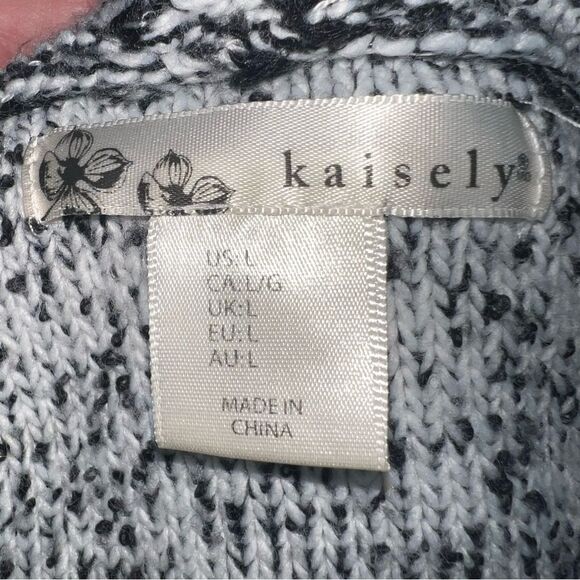 kaisely®
US: L
CA: L/G
UK: L
EU: L
AU: L
MADE IN
CHINA